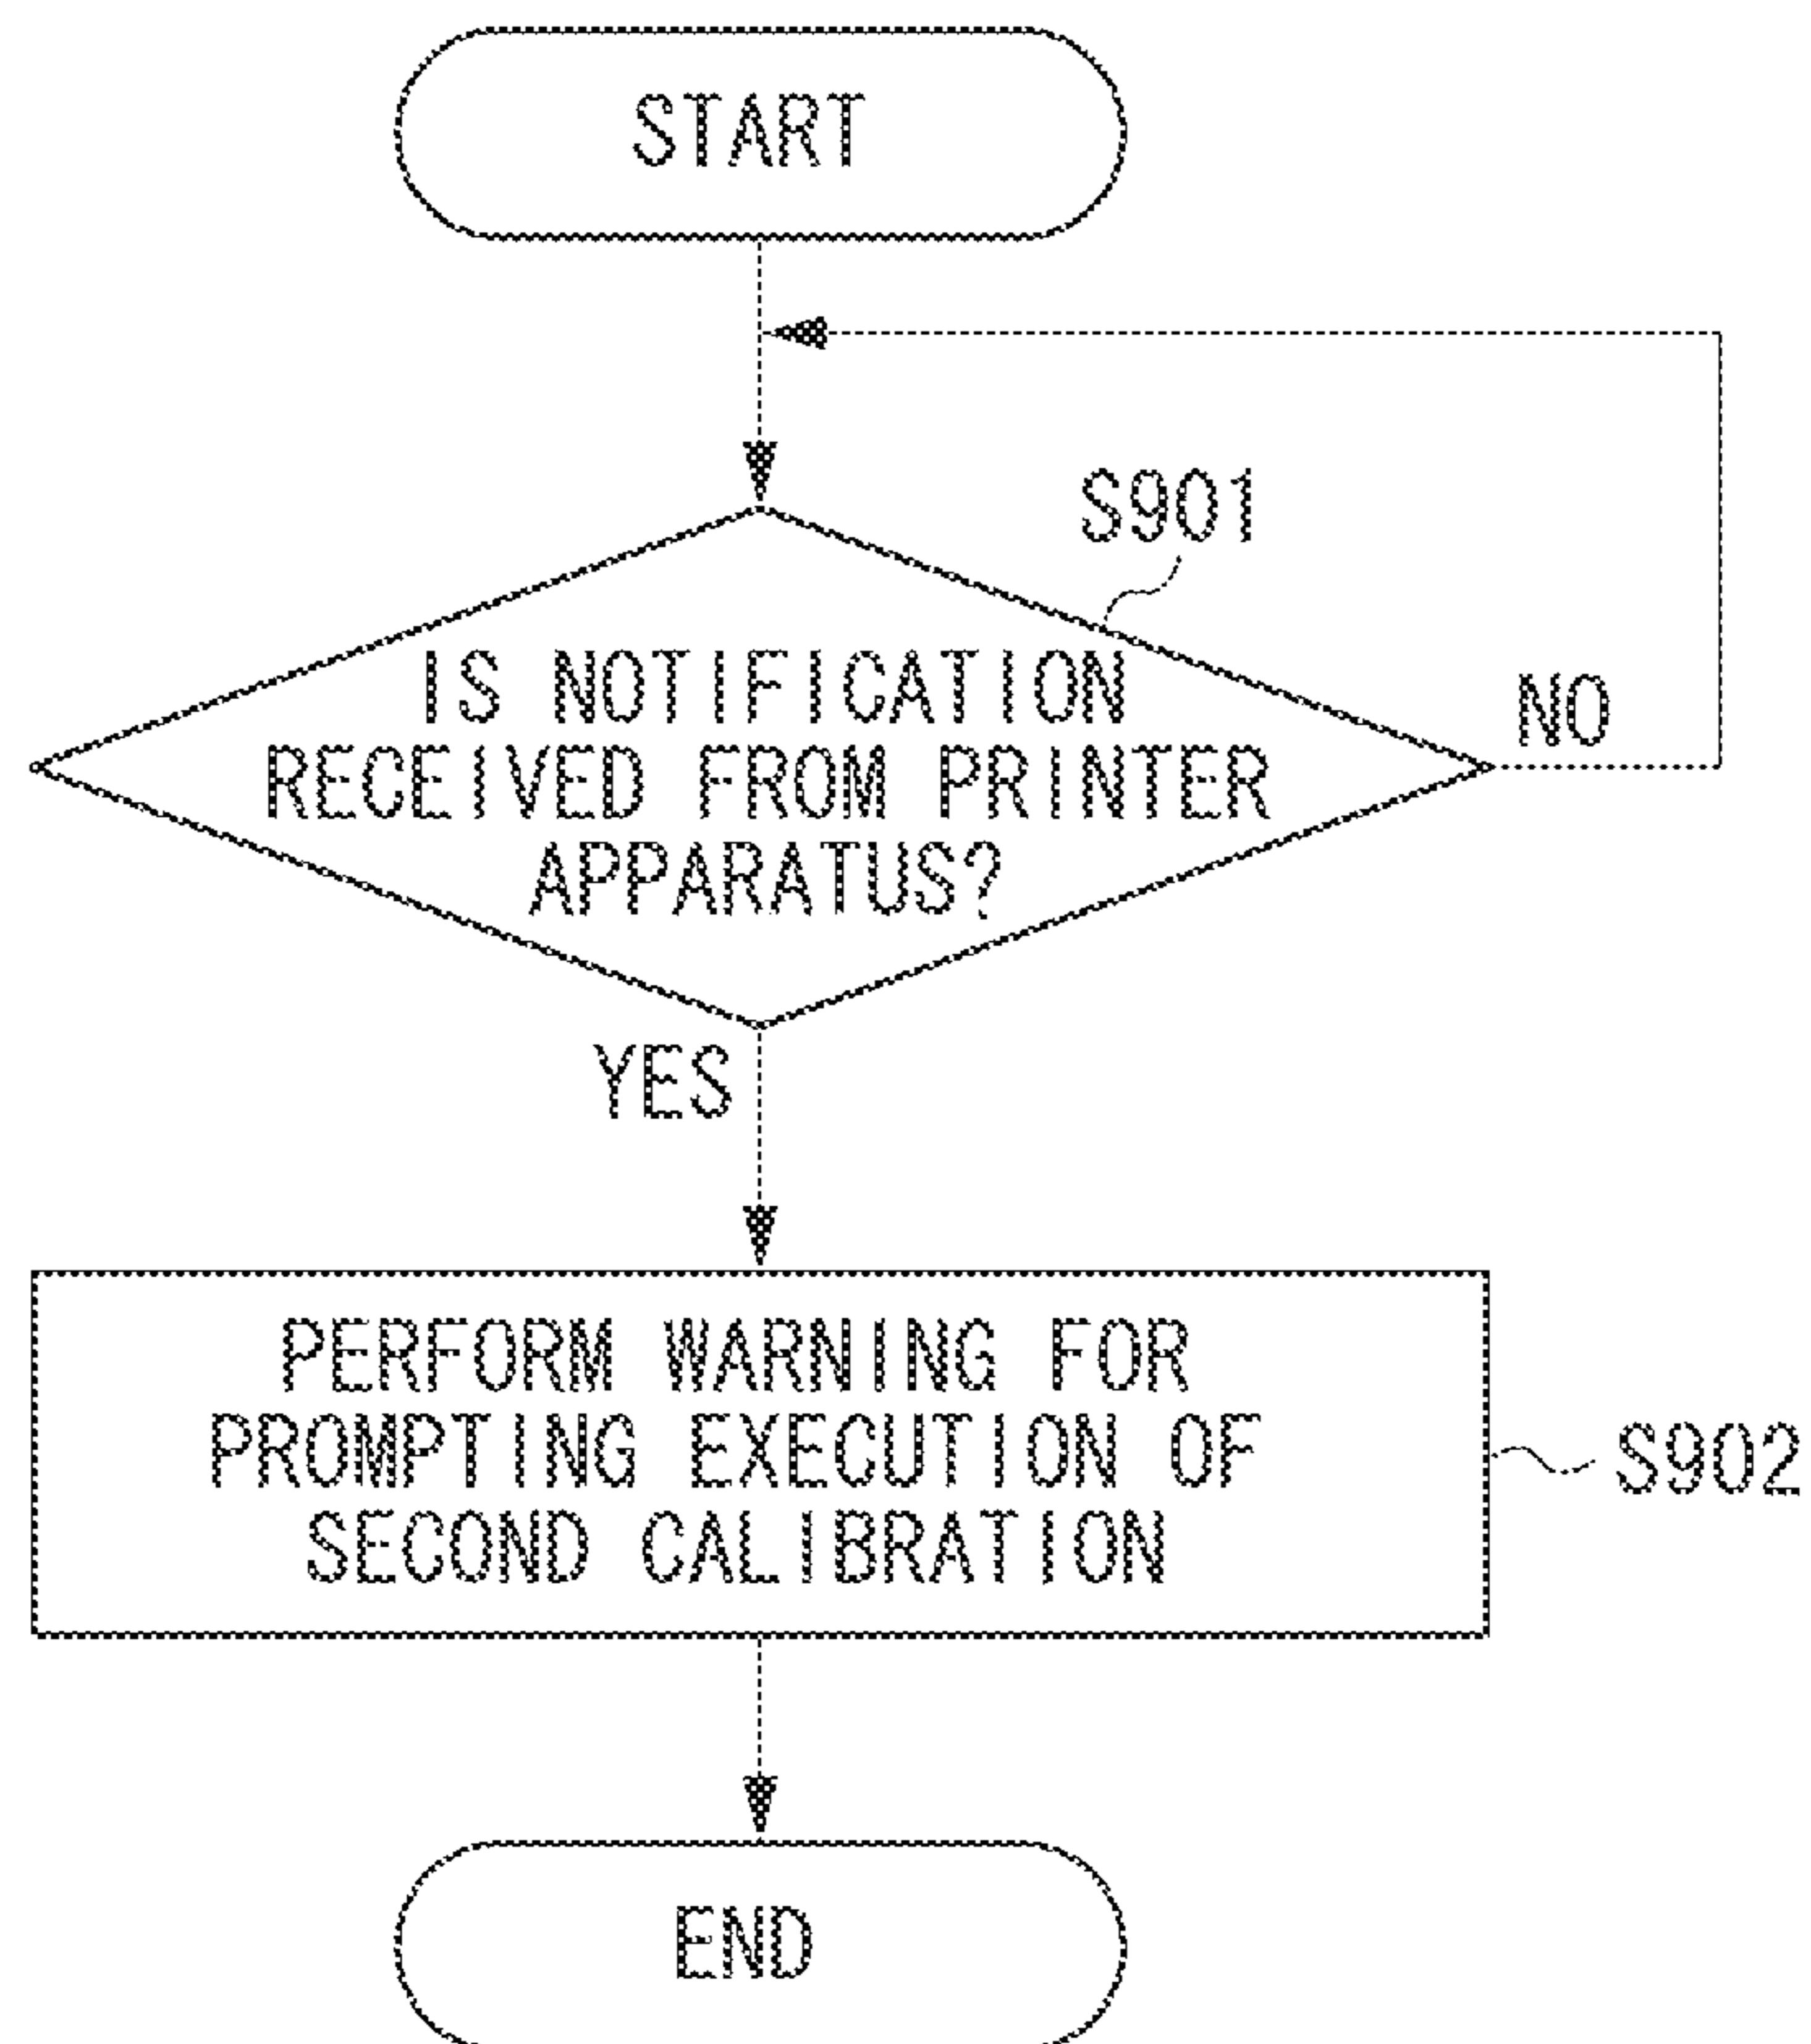 START
S901
IS NOTIFICATION
RECEIVED FROM PRINTER
APPARATUS?
NO
YES
PERFORM WARNING FOR
PROMPTING EXECUTION OF
SECOND CALIBRATION
S902
END